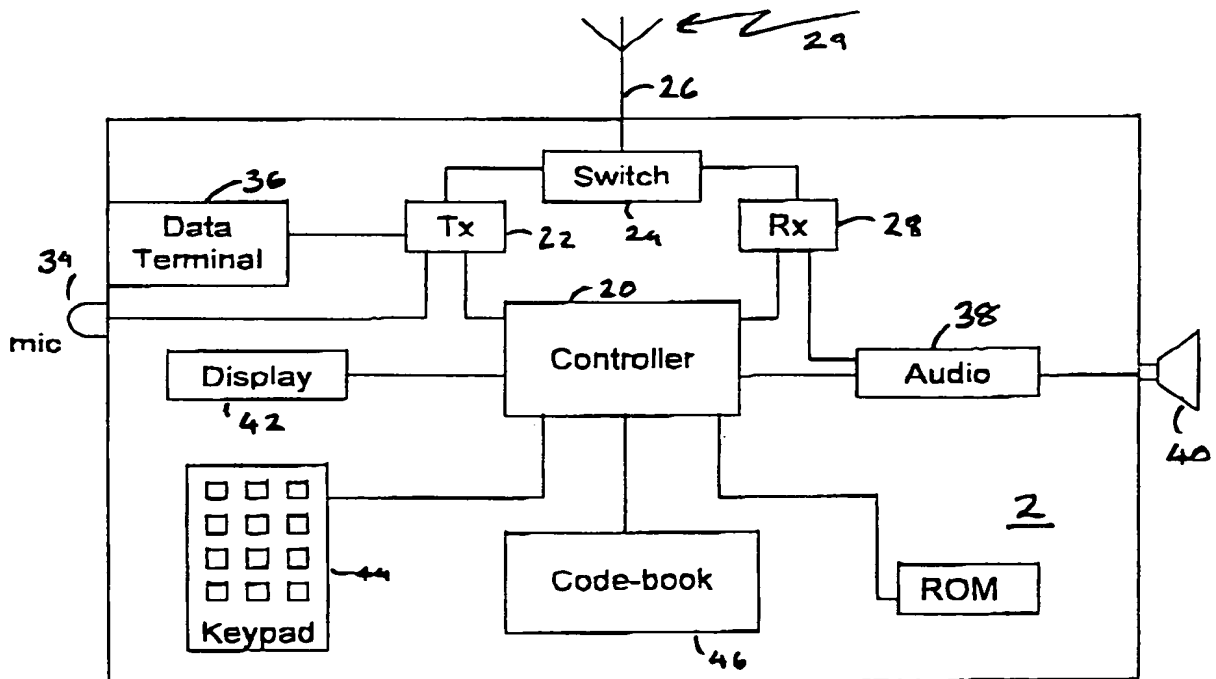 29
26
36
Switch
Data
Terminal
Tx
22
24
Rx
28
34
mic
20
Controller
38
Audio
Display
42
40
Keypad
44
Code-book
46
2
ROM